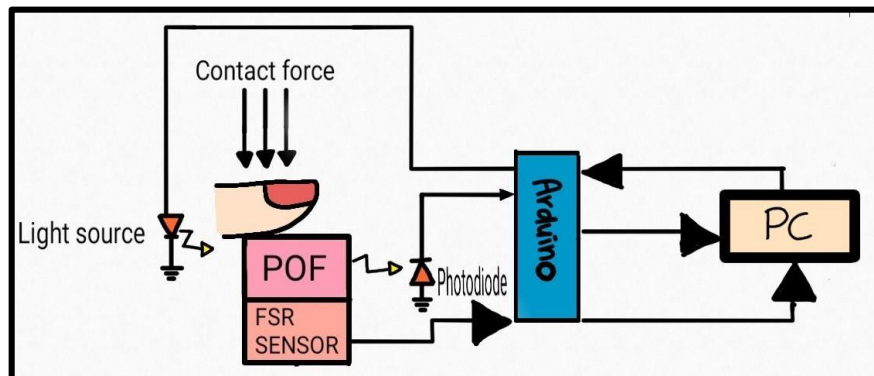 Contact force
Light source
POF
Photodiode
FSR
SENSOR
Arduino
PC